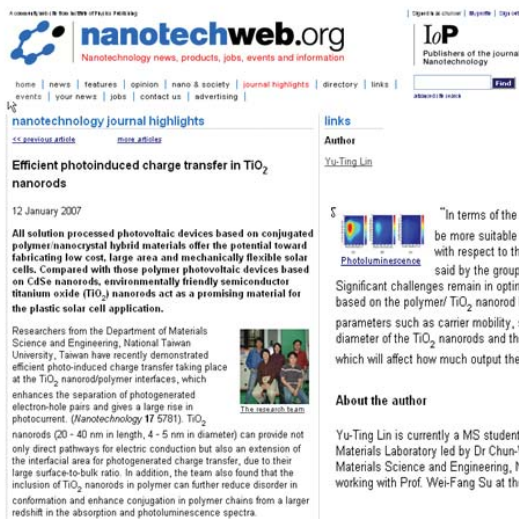 A community web site from Institute of Physics Publishing
nanotechweb.org
Nanotechnology news, products, jobs, events and information
home | news | features | opinion | nano & society | journal highlights | directory | links |
events | your news | jobs | contact us | advertising |
IoP
Publishers of the journal
Nanotechnology
Find
advanced site search
nanotechnology journal highlights
<< previous article more articles
Efficient photoinduced charge transfer in TiO2
nanorods
12 January 2007
All solution processed photovoltaic devices based on conjugated
polymer/nanocrystal hybrid materials offer the potential toward
fabricating low cost, large area and mechanically flexible solar
cells. Compared with those polymer photovoltaic devices based
on CdSe nanorods, environmentally friendly semiconductor
titanium oxide (TiO2) nanorods act as a promising material for
the plastic solar cell application.
Researchers from the Department of Materials
Science and Engineering, National Taiwan
University, Taiwan have recently demonstrated
efficient photo-induced charge transfer taking place
at the TiO2 nanorod/polymer interfaces, which
enhances the separation of photogenerated
electron-hole pairs and gives a large rise in
photocurrent. (Nanotechnology 17 5781). TiO2
The research team
nanorods (20 - 40 nm in length, 4 - 5 nm in diameter) can provide not
only direct pathways for electric conduction but also an extension of
the interfacial area for photogenerated charge transfer, due to their
large surface-to-bulk ratio. In addition, the team also found that the
inclusion of TiO2 nanorods in polymer can further reduce disorder in
conformation and enhance conjugation in polymer chains from a larger
redshift in the absorption and photoluminescence spectra.
links
Author
Yu-Ting Lin
"In terms of the
be more suitable
with respect to th
said by the group
Photoluminescence
Significant challenges remain in optin
based on the polymer/ TiO2 nanorod
parameters such as carrier mobility, s
diameter of the TiO2 nanorods and th
which will affect how much output the
About the author
Yu-Ting Lin is currently a MS student
Materials Laboratory led by Dr Chun-
Materials Science and Engineering, N
working with Prof. Wei-Fang Su at the